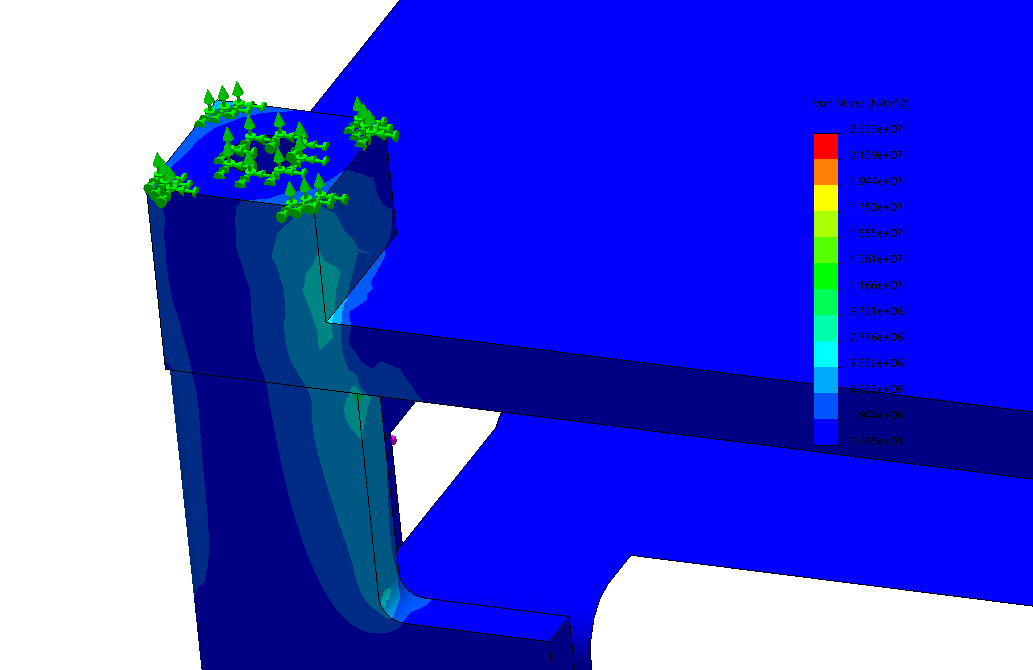 von Mises (N/m^2)
2.333e+07
2.139e+07
1.944e+07
1.750e+07
1.555e+07
1.361e+07
1.166e+07
9.721e+06
7.776e+06
5.832e+06
3.888e+06
1.944e+06
2.445e+01